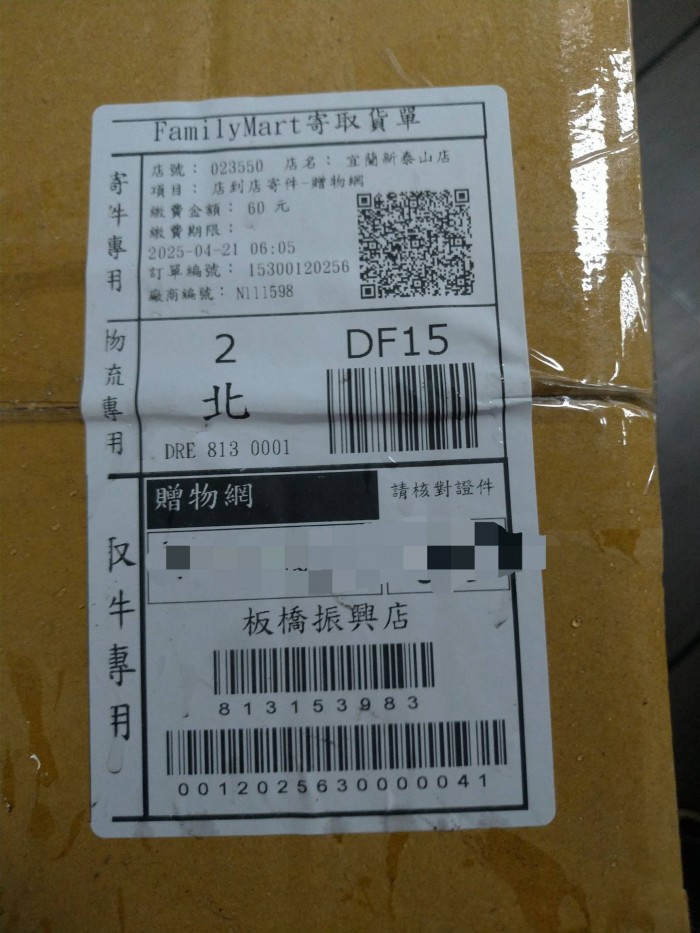 FamilyMart寄取貨單
寄件專用
店號： 023550 店名： 宜蘭新泰山店
項目： 店到店寄件-贈物網
繳費金額： 60 元
繳費期限：
2025-04-21 06:05
訂單編號： 15300120256
廠商編號： N111598
物流專用
2
北
DRE 813 0001
DF15
取件專用
贈物網
請核對證件
板橋振興店
813153983
0012025630000041